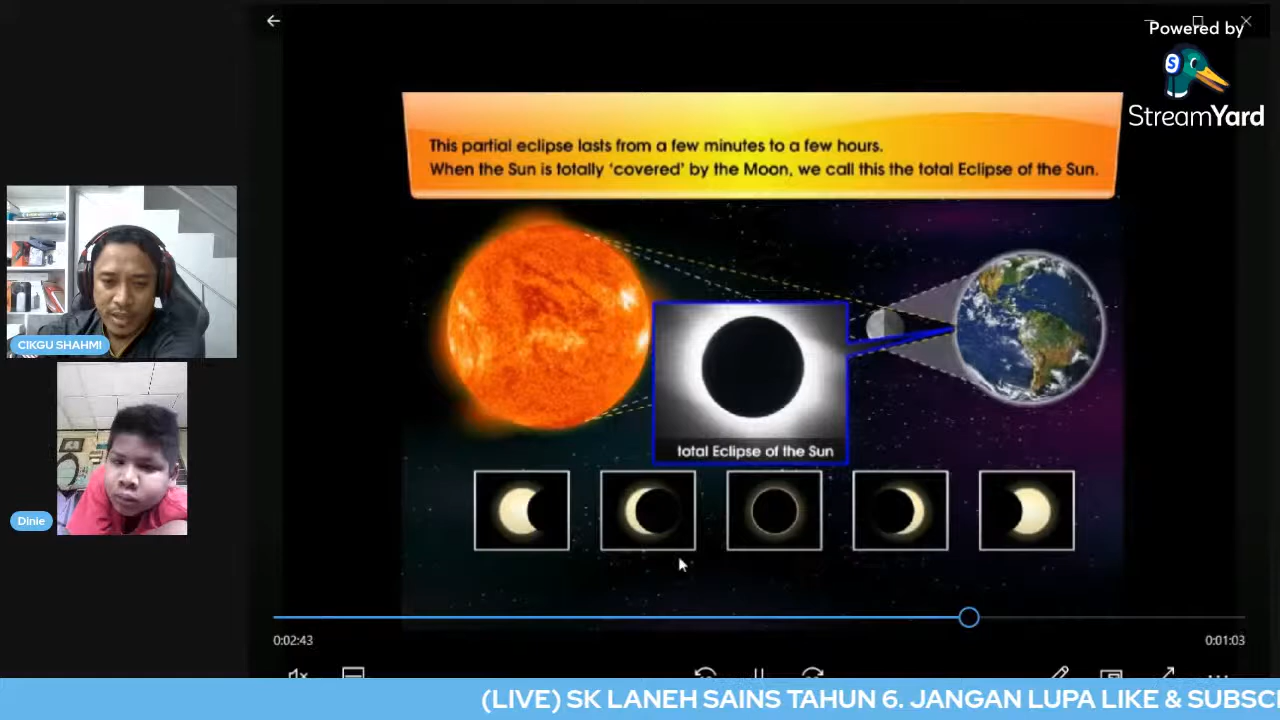 Powered by
StreamYard
This partial eclipse lasts from a few minutes to a few hours.
When the Sun is totally 'covered' by the Moon, we call this the total Eclipse of the Sun.
CIKGU SHAHMI
total Eclipse of the Sun
Dinie
0:02:43
0:01:03
(LIVE) SK LANEH SAINS TAHUN 6. JANGAN LUPA LIKE & SUBSC